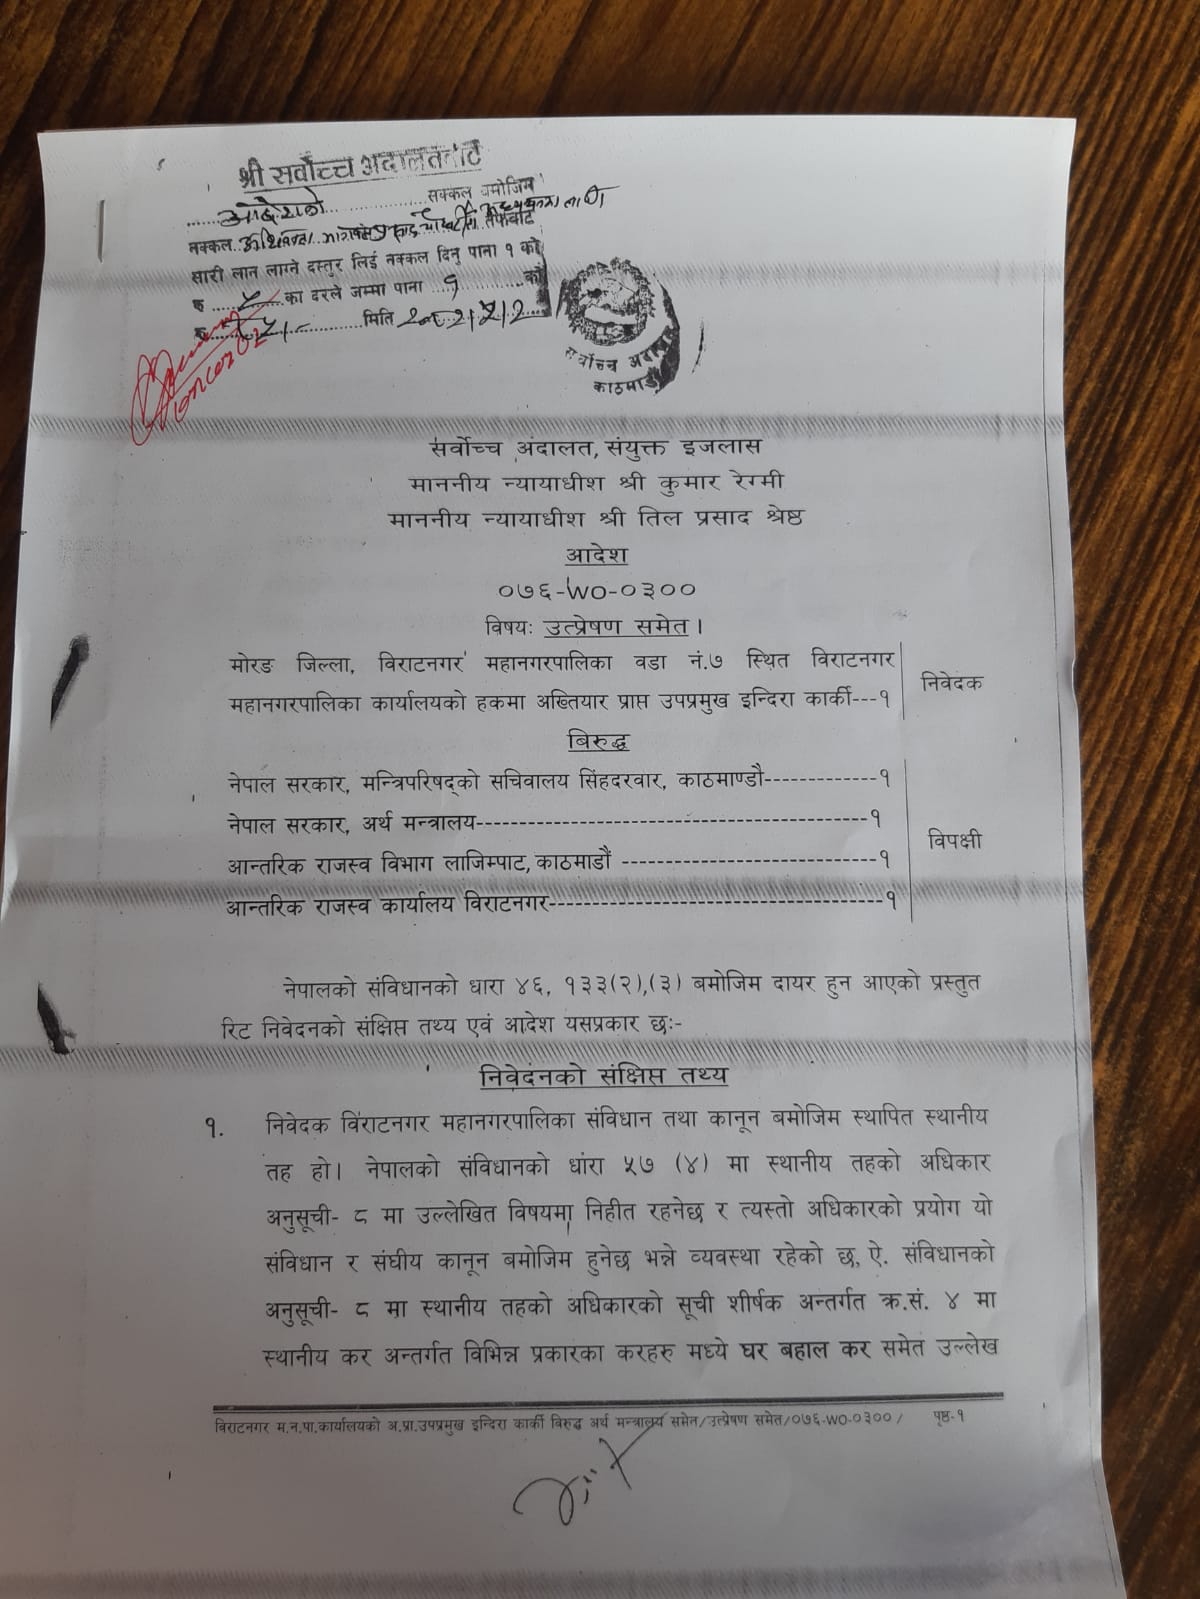 श्री सर्वोच्च अदालतबाट
आदेशको सक्कल बमोजिम
नक्कल तर्फबाट
सारी लान लाग्ने दस्तुर लिई नक्कल दिनु पाना १ को
रु ५ का दरले जम्मा पाना को
रु मिति
सर्वोच्च अदालत
काठमाडौं
सर्वोच्च अदालत, संयुक्त इजलास
माननीय न्यायाधीश श्री कुमार रेग्मी
माननीय न्यायाधीश श्री तिल प्रसाद श्रेष्ठ
आदेश
०७६-WO-०३००
विषयः उत्प्रेषण समेत।
मोरङ जिल्ला, विराटनगर महानगरपालिका वडा नं.७ स्थित विराटनगर
महानगरपालिका कार्यालयको हकमा अख्तियार प्राप्त उपप्रमुख इन्दिरा कार्की---१
निवेदक
बिरुद्ध
नेपाल सरकार, मन्त्रिपरिषद्को सचिवालय सिंहदरवार, काठमाण्डौ-------------१
नेपाल सरकार, अर्थ मन्त्रालय----------------------------------------------१
आन्तरिक राजस्व विभाग लाजिम्पाट, काठमाडौं ------------------------------१
आन्तरिक राजस्व कार्यालय विराटनगर---------------------------------------१
विपक्षी
नेपालको संविधानको धारा ४६, १३३(२),(३) बमोजिम दायर हुन आएको प्रस्तुत
रिट निवेदनको संक्षिप्त तथ्य एवं आदेश यसप्रकार छः-
निवेदनको संक्षिप्त तथ्य
१. निवेदक विराटनगर महानगरपालिका संविधान तथा कानून बमोजिम स्थापित स्थानीय
तह हो। नेपालको संविधानको धारा ५७ (४) मा स्थानीय तहको अधिकार
अनुसूची- ८ मा उल्लेखित विषयमा निहीत रहनेछ र त्यस्तो अधिकारको प्रयोग यो
संविधान र संघीय कानून बमोजिम हुनेछ भन्ने व्यवस्था रहेको छ, ऐ. संविधानको
अनुसूची- ८ मा स्थानीय तहको अधिकारको सूची शीर्षक अन्तर्गत क्र.सं. ४ मा
स्थानीय कर अन्तर्गत विभिन्न प्रकारका करहरु मध्ये घर बहाल कर समेत उल्लेख
विराटनगर म.न.पा.कार्यालयको अ.प्रा.उपप्रमुख इन्दिरा कार्की विरुद्ध अर्थ मन्त्रालय समेत/उत्प्रेषण समेत/०७६-WO-०३००/ पृष्ठ-१